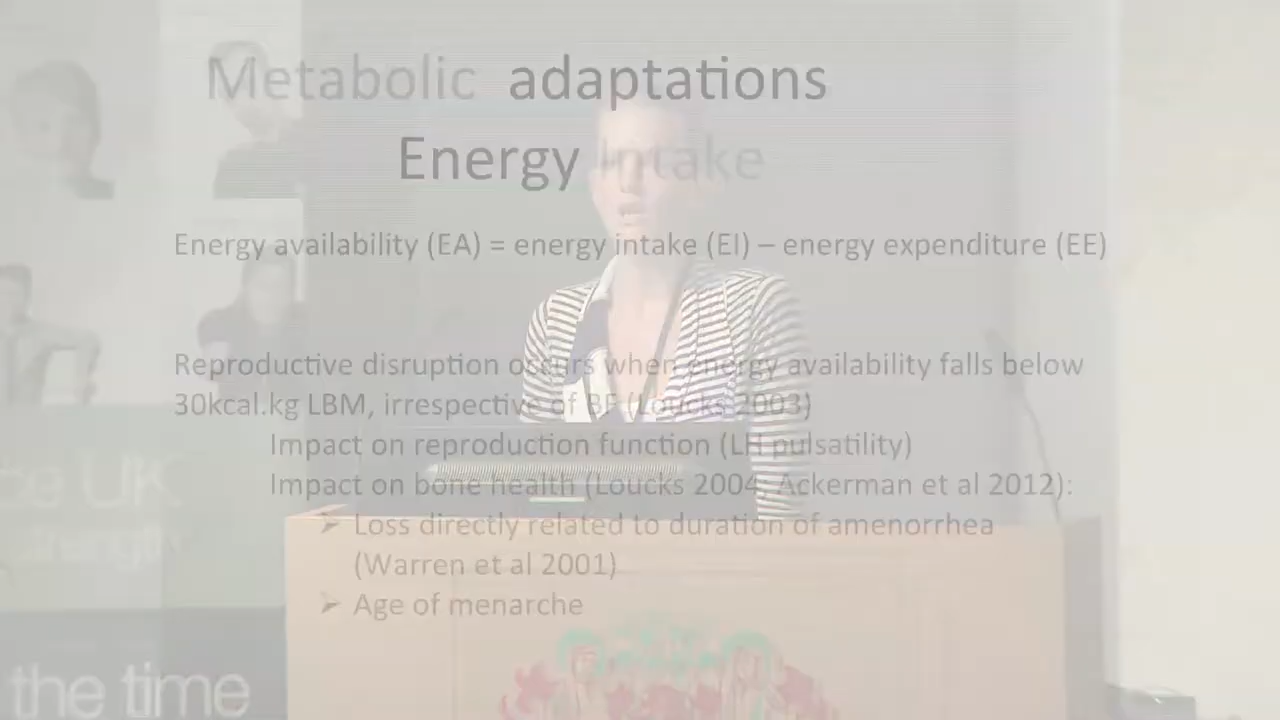 Metabolic adaptations
Energy Intake
Energy availability (EA) = energy intake (EI) – energy expenditure (EE)
Reproductive disruption occurs when energy availability falls below
30kcal.kg LBM, irrespective of BF (Loucks 2003)
Impact on reproduction function (LH pulsatility)
Impact on bone health (Loucks 2004; Ackerman et al 2012):
➤ Loss directly related to duration of amenorrhea
(Warren et al 2001)
➤ Age of menarche
UK
strength
the time